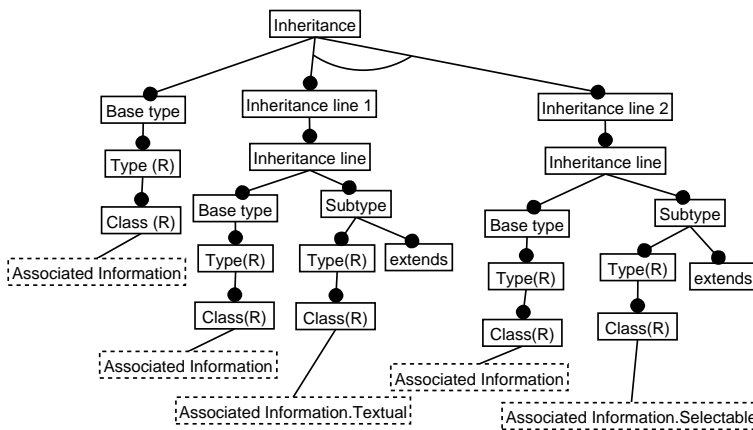 Inheritance
Base type
Inheritance line 1
Inheritance line 2
Type (R)
Inheritance line
Inheritance line
Class (R)
Base type
Subtype
Base type
Subtype
Associated Information
Type(R)
Type(R)
extends
Type(R)
Type(R)
extends
Class(R)
Class(R)
Class(R)
Class(R)
Associated Information
Associated Information
Associated Information.Textual
Associated Information.Selectable